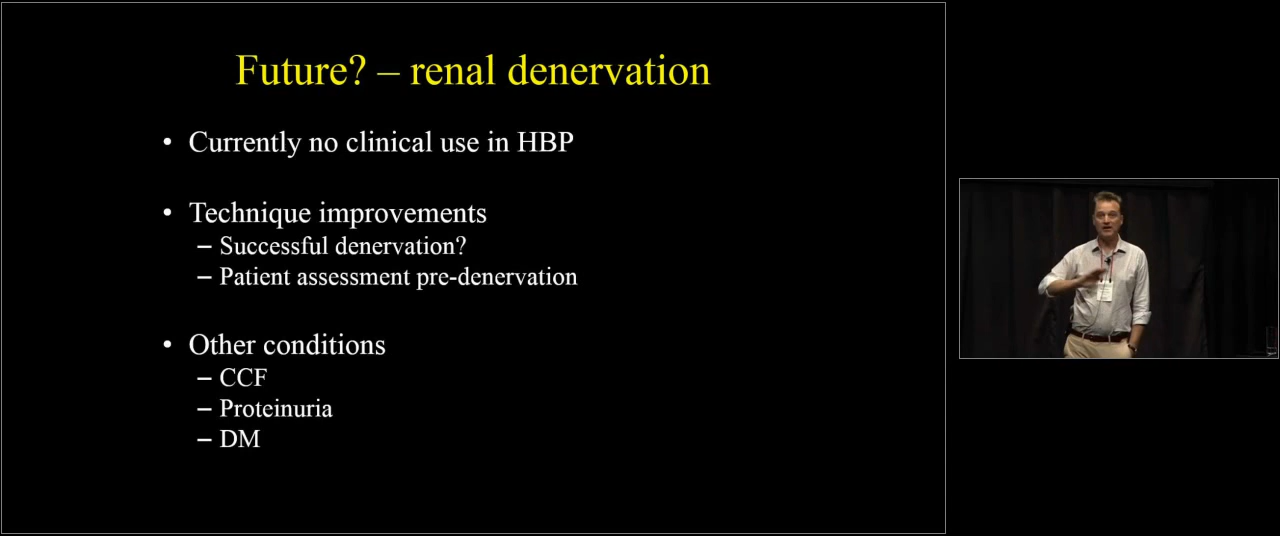 Future? – renal denervation
• Currently no clinical use in HBP
• Technique improvements
– Successful denervation?
– Patient assessment pre-denervation
• Other conditions
– CCF
– Proteinuria
– DM